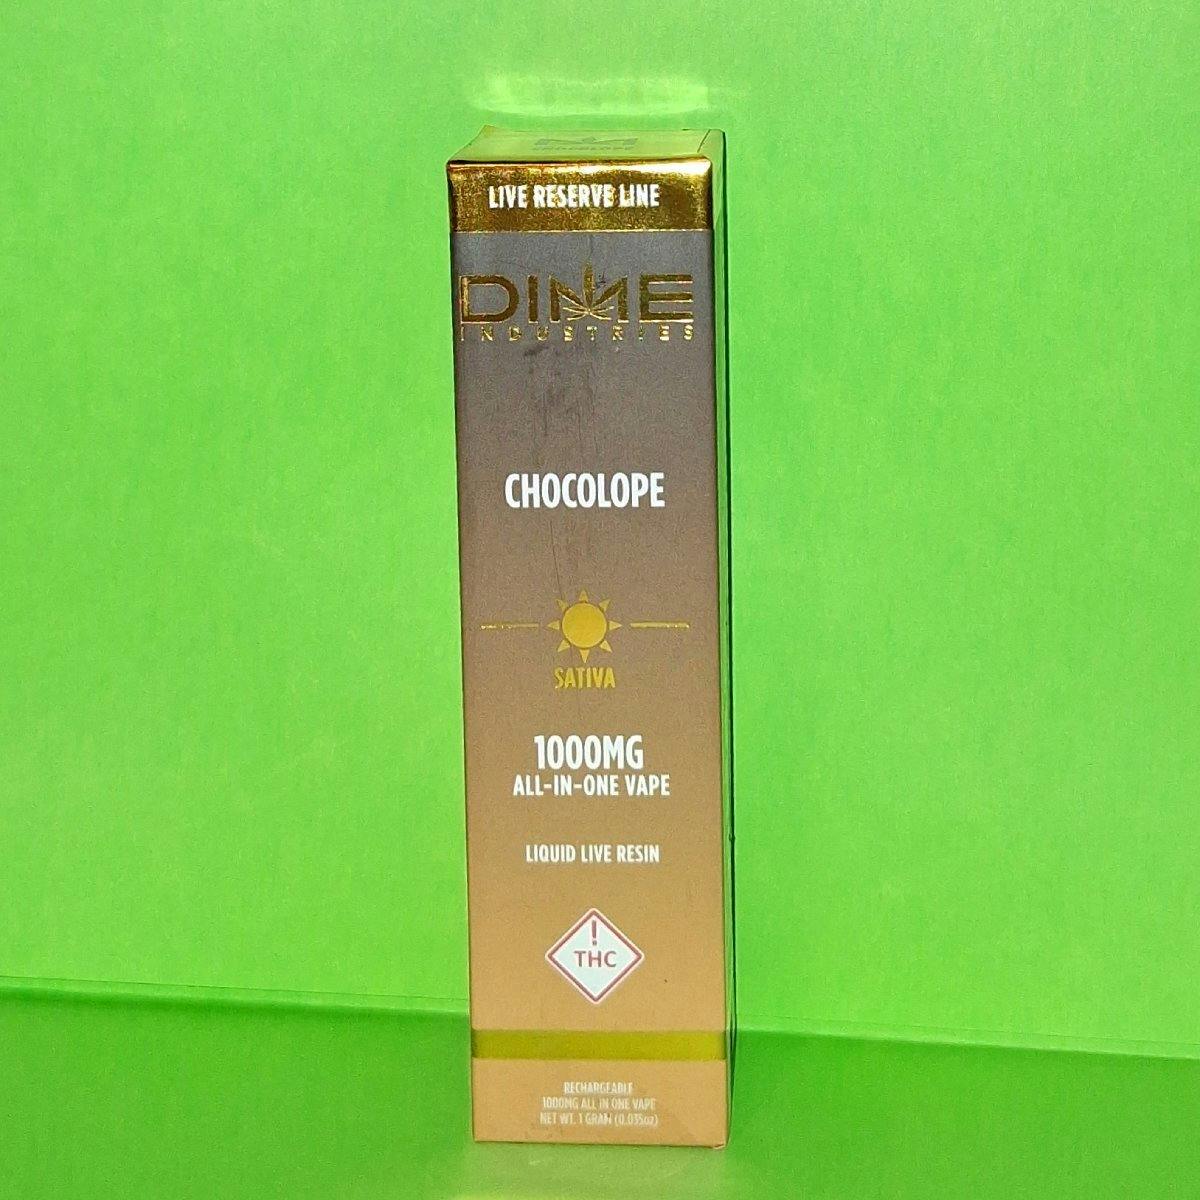 CHOCOLOPE
LIVE RESERVE LINE
DIME
INDUSTRIES
CHOCOLOPE
SATIVA
1000MG
ALL-IN-ONE VAPE
LIQUID LIVE RESIN
!
THC
RECHARGEABLE
1000MG ALL IN ONE VAPE
NET WT. 1 GRAM (0.035oz)